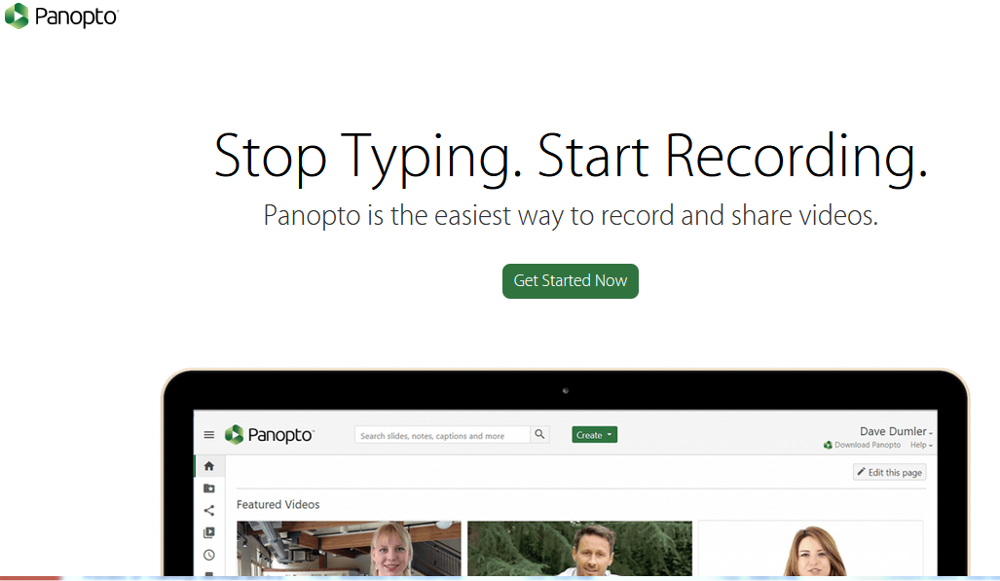 Panopto
Stop Typing. Start Recording.
Panopto is the easiest way to record and share videos.
Get Started Now
Panopto
Search slides, notes, captions and more
Create
Dave Dumler
Download Panopto Help
Edit this page
Featured Videos